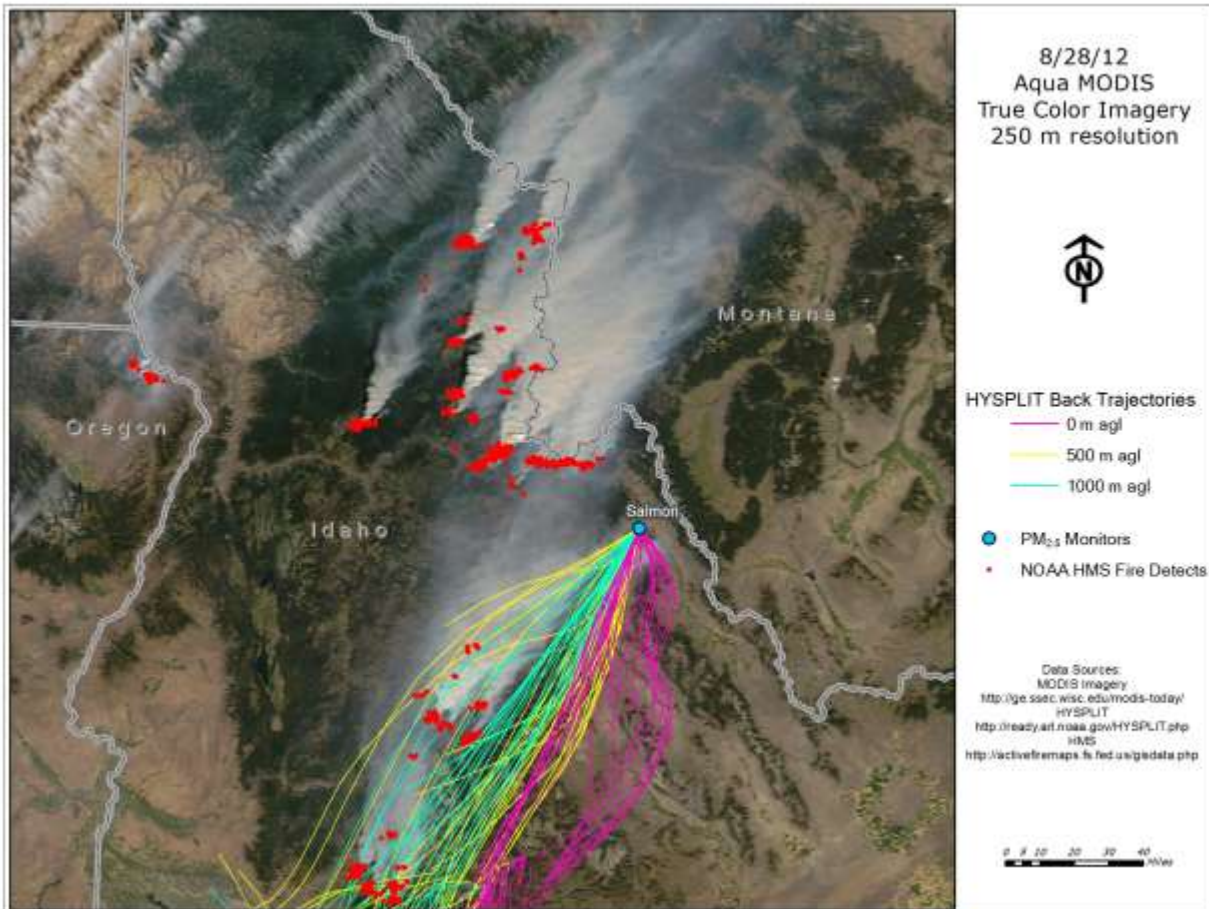 8/28/12
Aqua MODIS
True Color Imagery
250 m resolution
N
Montana
HYSPLIT Back Trajectories
0 m agl
500 m agl
1000 m agl
Oregon
Idaho
Salmon
PM2.5 Monitors
NOAA HMS Fire Detects
Data Sources:
MODIS Imagery
http://ge.ssec.wisc.edu/modis-today/
HYSPLIT
http://ready.arl.noaa.gov/HYSPLIT.php
HMS
http://activefiremaps.fs.fed.us/gisdata.php
0 5 10 20 30 40
Miles